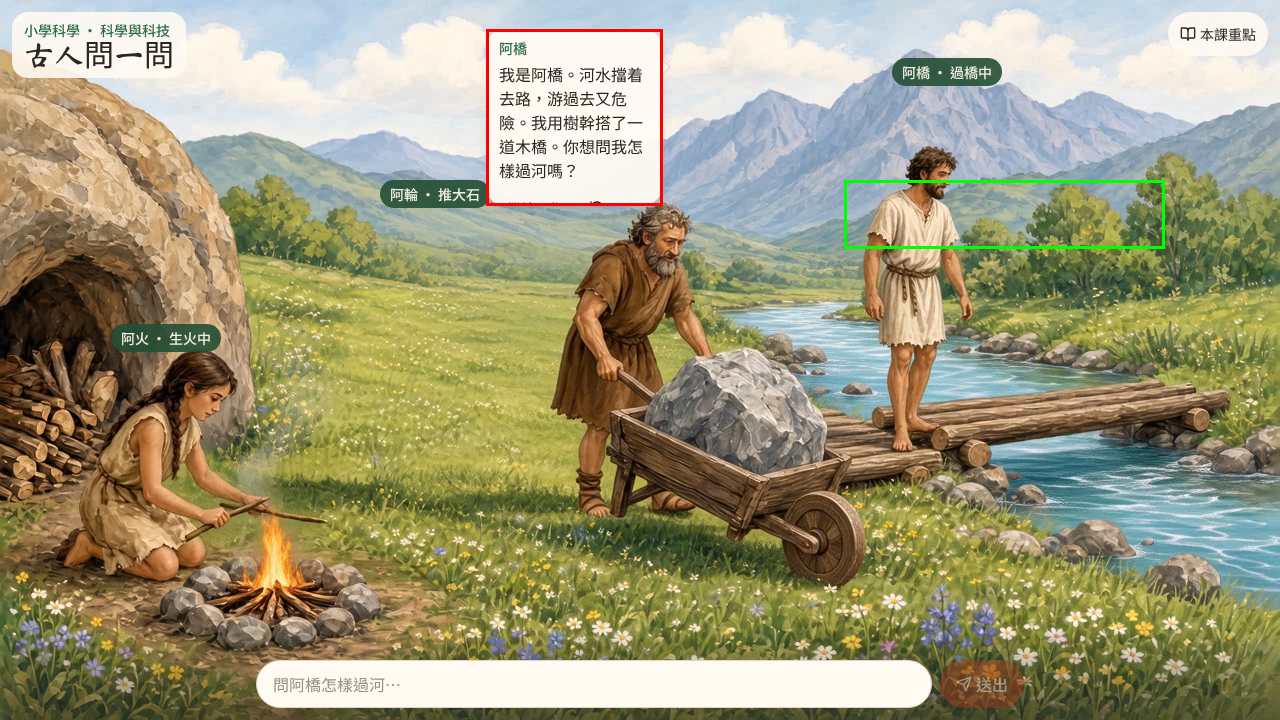 小學科學 · 科學與科技
古人問一問
阿橋
我是阿橋。河水擋着
去路，游過去又危
險。我用樹幹搭了一
道木橋。你想問我怎
樣過河嗎？
本課重點
阿橋 · 過橋中
阿輪 · 推大石
阿火 · 生火中
問阿橋怎樣過河…
送出